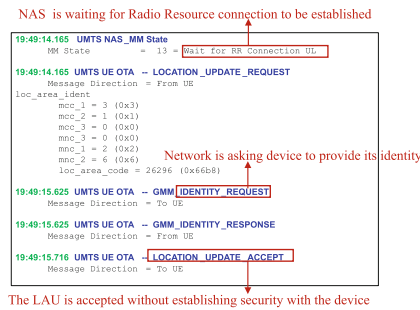 NAS is waiting for Radio Resource connection to be established
19:49:14.165 UMTS NAS_MM State
MM State = 13 = Wait for RR Connection UL
19:49:14.165 UMTS UE OTA -- LOCATION_UPDATE_REQUEST
Message Direction = From UE
loc_area_ident
mcc_1 = 3 (0x3)
mcc_2 = 1 (0x1)
mcc_3 = 0 (0x0)
mnc_3 = 0 (0x0)
mnc_1 = 2 (0x2)
mnc_2 = 6 (0x6)
loc_area_code = 26296 (0x66b8)
Network is asking device to provide its identity
19:49:15.625 UMTS UE OTA -- GMM_IDENTITY_REQUEST
Message Direction = To UE
19:49:15.625 UMTS UE OTA -- GMM_IDENTITY_RESPONSE
Message Direction = From UE
19:49:15.716 UMTS UE OTA -- LOCATION_UPDATE_ACCEPT
Message Direction = To UE
The LAU is accepted without establishing security with the device